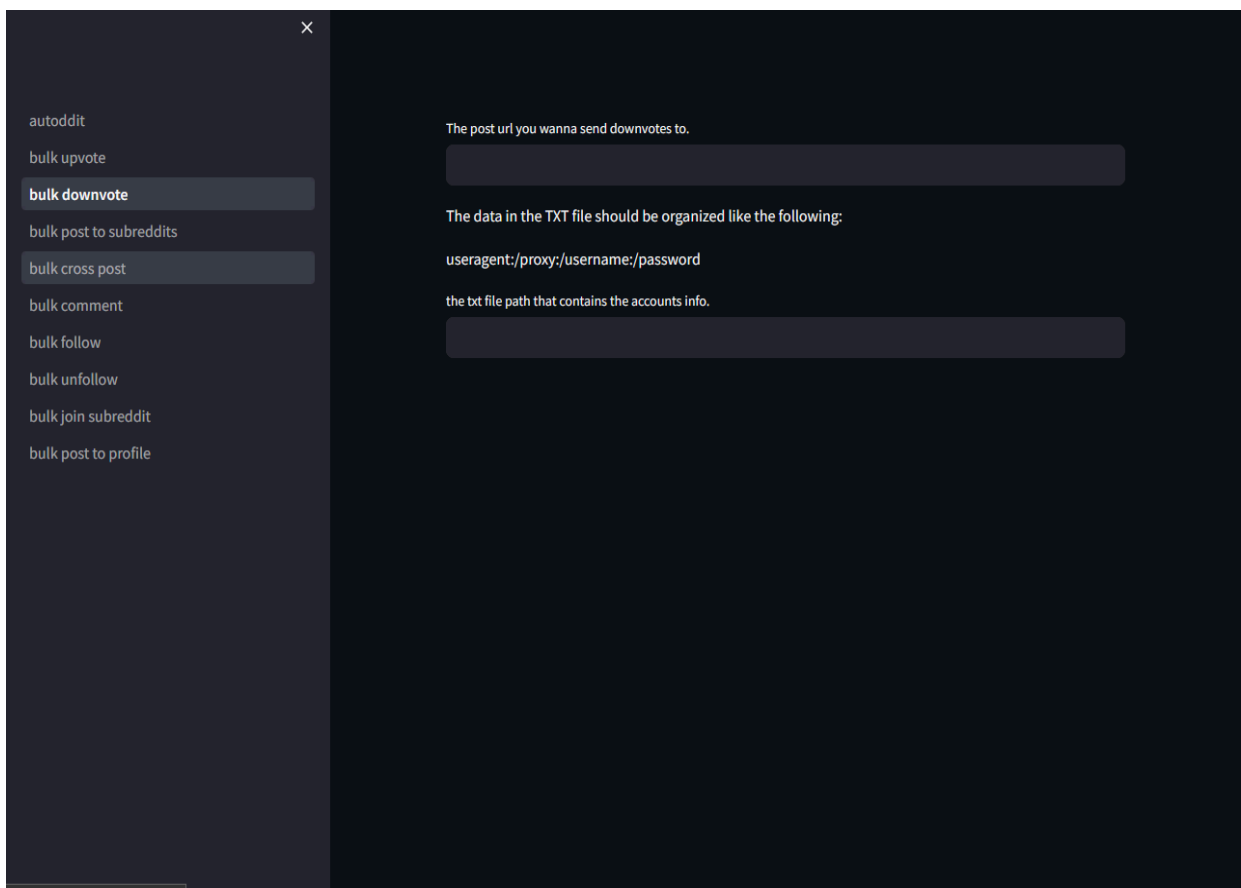 autoddit
bulk upvote
bulk downvote
bulk post to subreddits
bulk cross post
bulk comment
bulk follow
bulk unfollow
bulk join subreddit
bulk post to profile
The post url you wanna send downvotes to.
The data in the TXT file should be organized like the following:
useragent:/proxy:/username:/password
the txt file path that contains the accounts info.